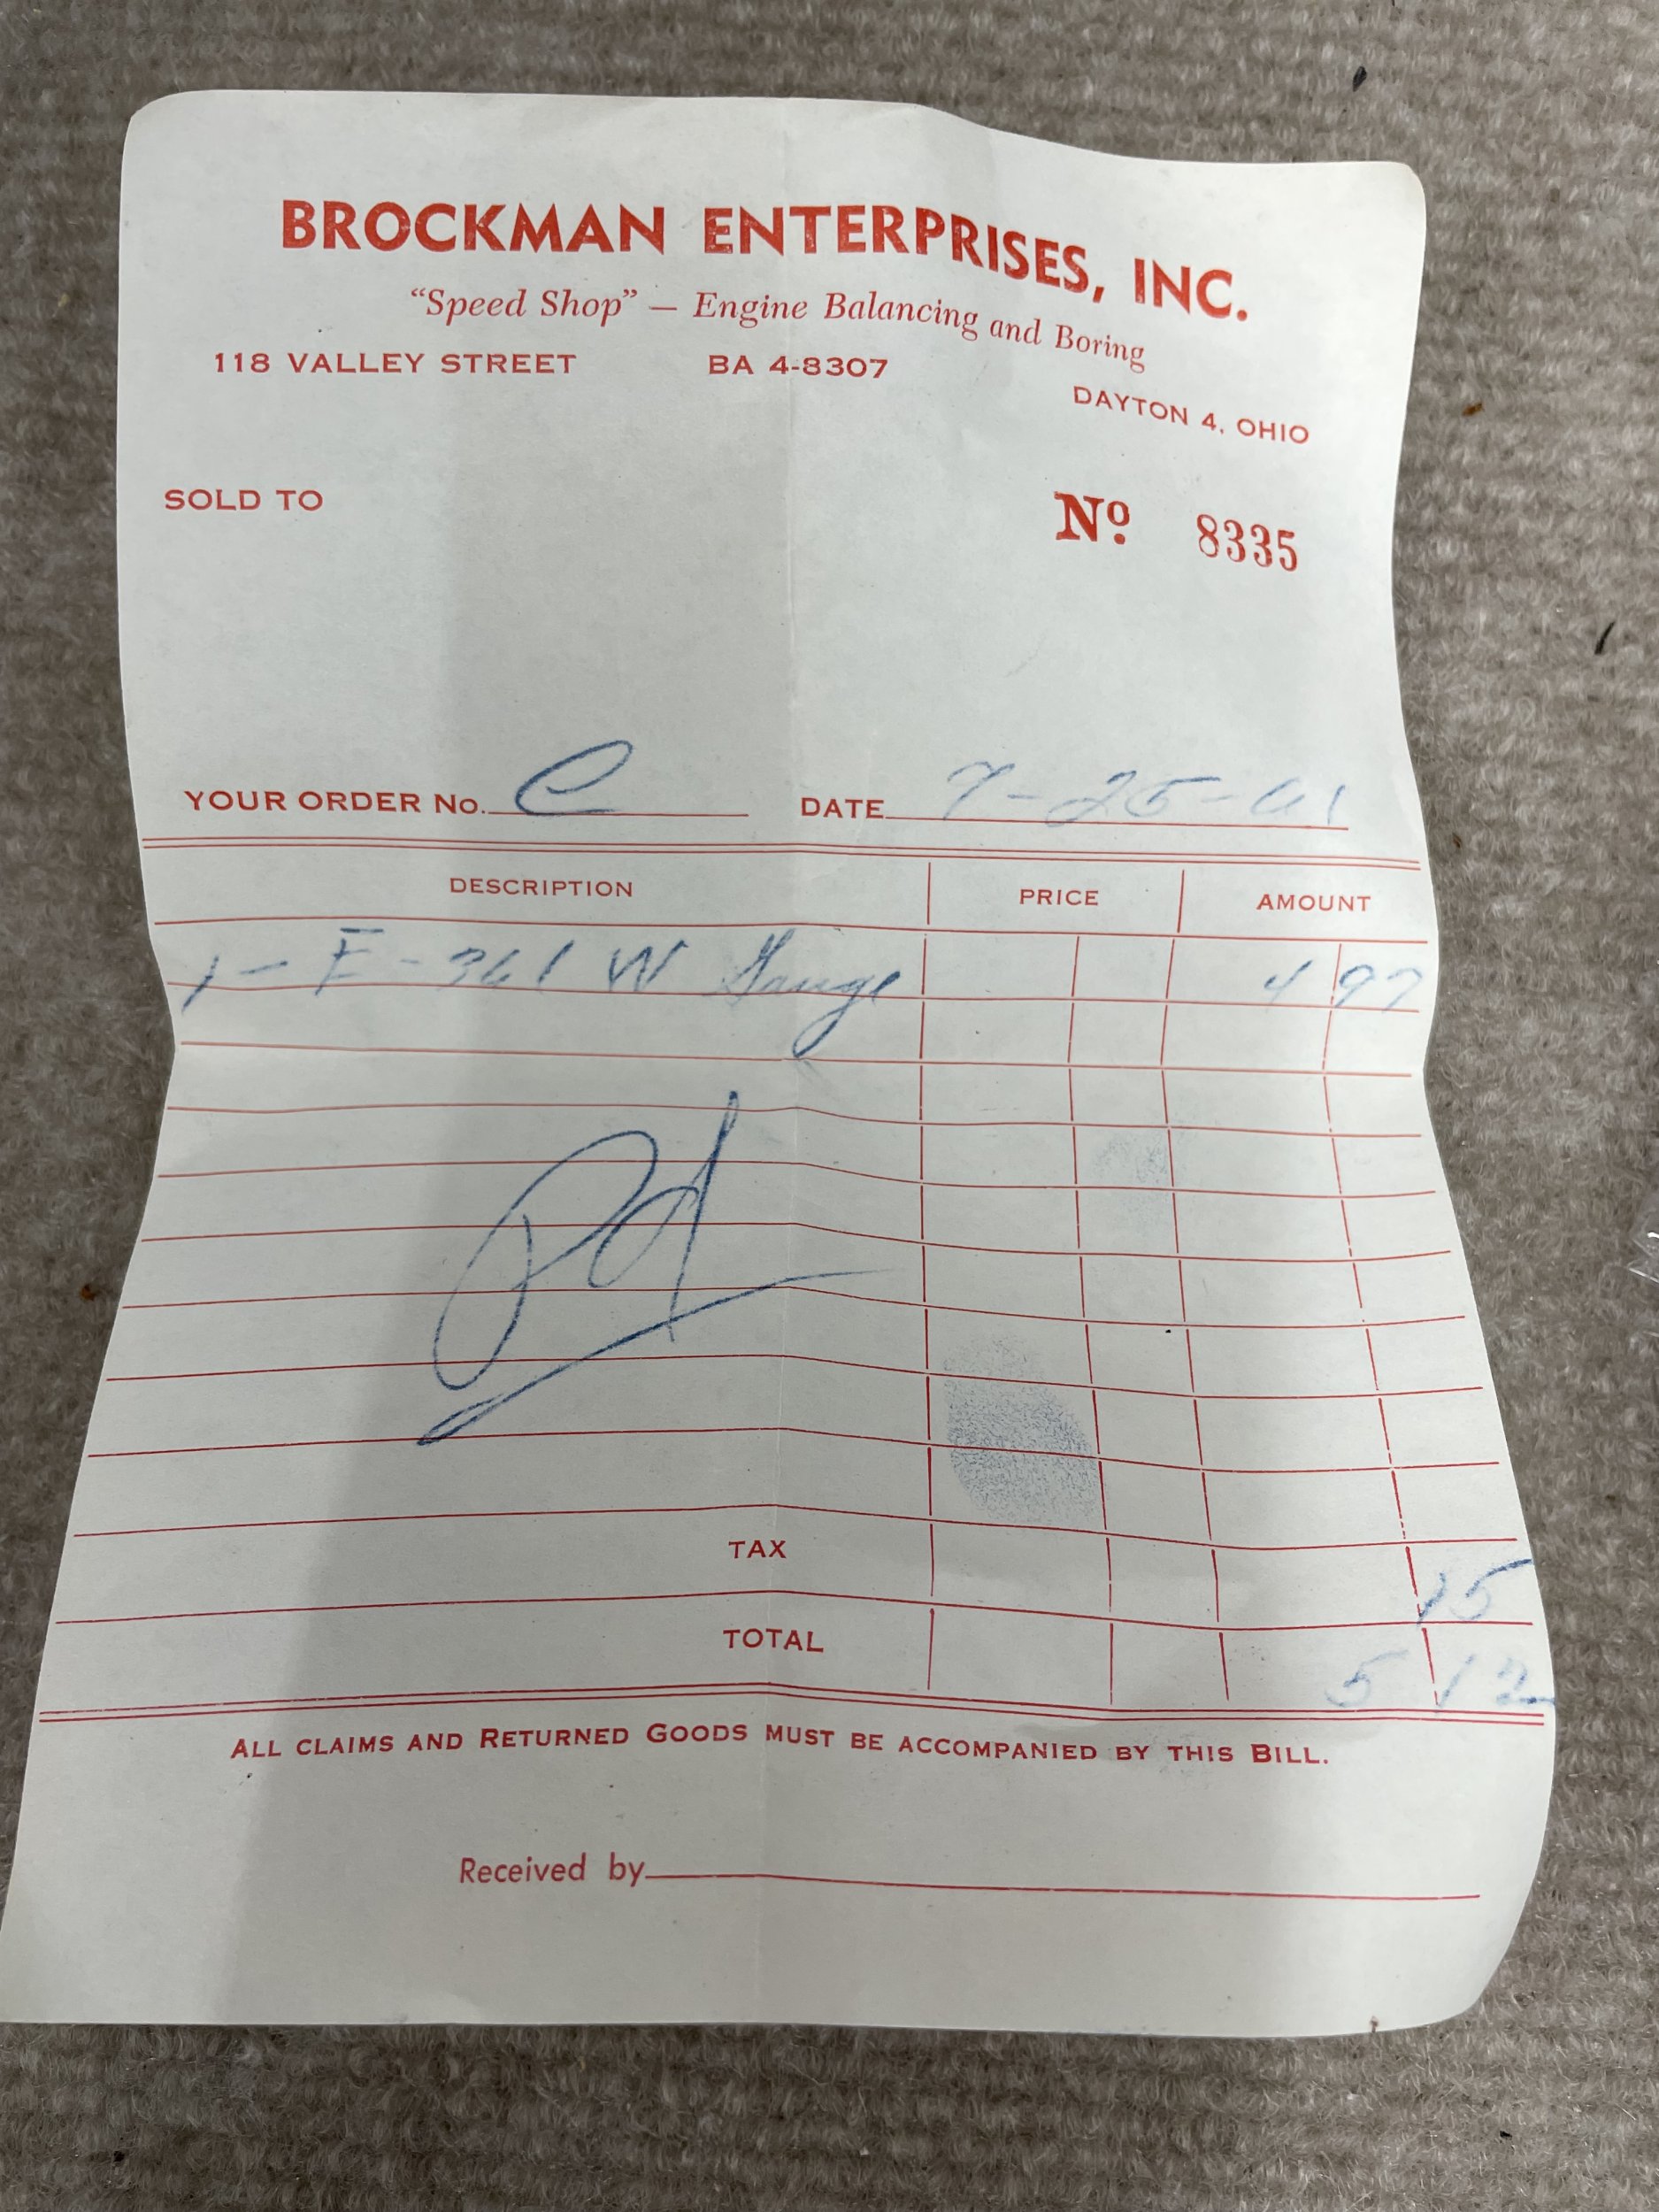 BROCKMAN ENTERPRISES, INC.
“Speed Shop” — Engine Balancing and Boring
118 VALLEY STREET BA 4-8307 DAYTON 4, OHIO
SOLD TO Nº 8335
YOUR ORDER No. C DATE 7-25-61
DESCRIPTION PRICE AMOUNT
1 - E - 361 W Gauge 4 97
Pd
TAX 15
TOTAL 5 12
ALL CLAIMS AND RETURNED GOODS MUST BE ACCOMPANIED BY THIS BILL.
Received by